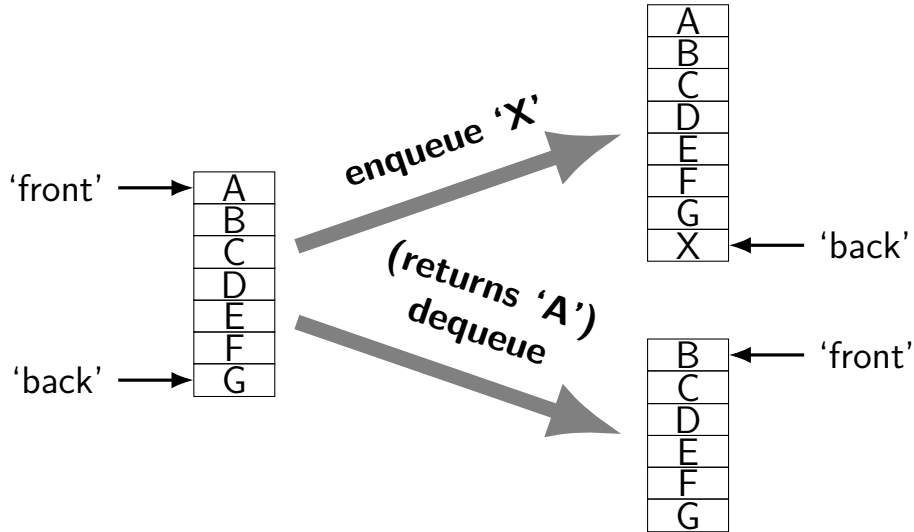 ‘front’
‘back’
A
B
C
D
E
F
G
enqueue ‘X’
(returns ‘A’)
dequeue
A
B
C
D
E
F
G
X
‘back’
B
C
D
E
F
G
‘front’